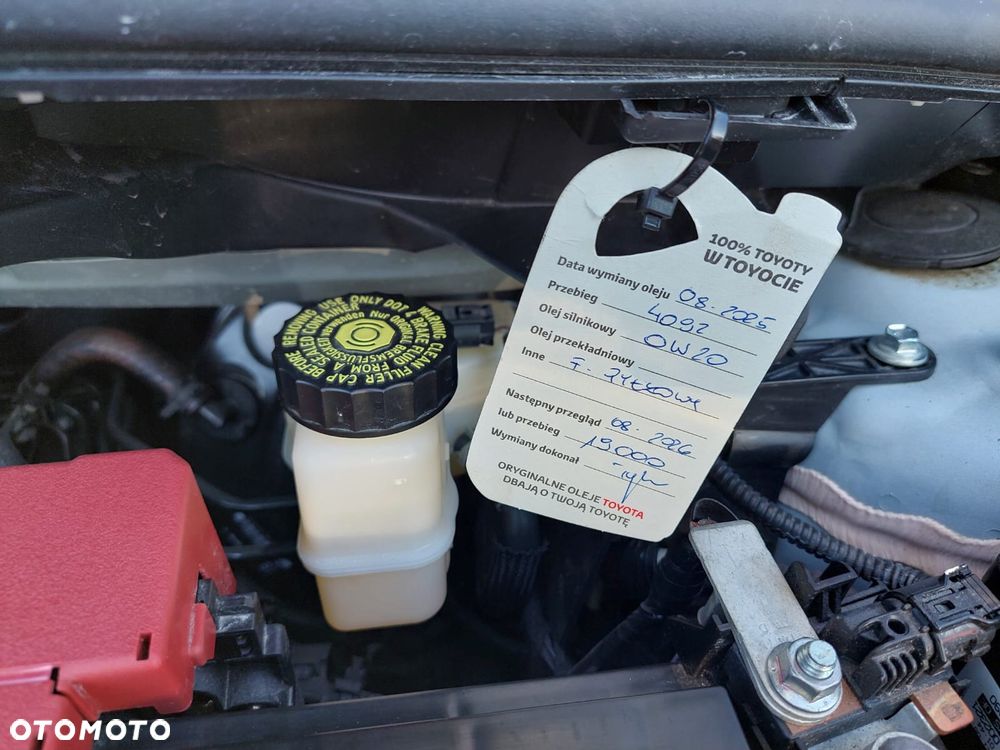 WARNING CLEAN FILLER CAP BEFORE REMOVING USE ONLY DOT 4 BRAKE FLUID FROM A SEALED CONTAINER
100% TOYOTY
W TOYOCIE
Data wymiany oleju 08.2025
Przebieg 4092
Olej silnikowy 0W20
Olej przekładniowy
Inne
Następny przegląd 08.2026
lub przebieg 19000
Wymiany dokonał
ORYGINALNE OLEJE TOYOTA
DBAJĄ O TWOJĄ TOYOTĘ
OTOMOTO